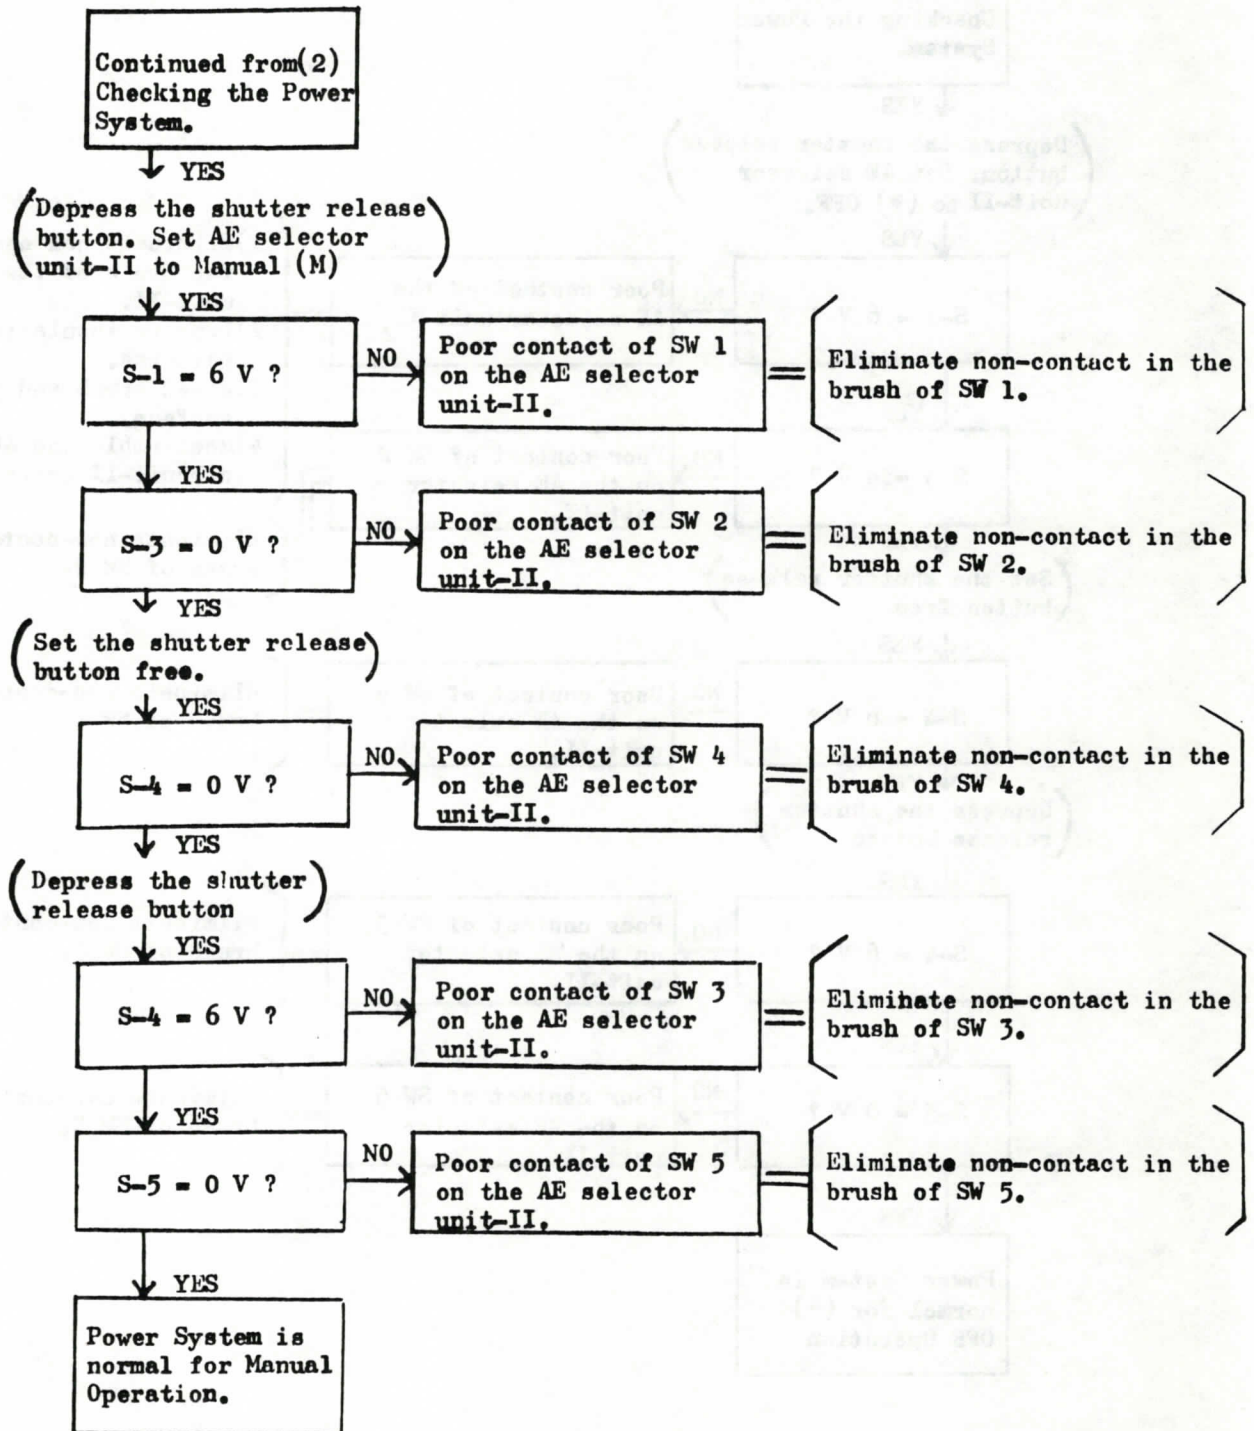 Continued from(2)
Checking the Power
System.
YES
(Depress the shutter release
button. Set AE selector
unit-II to Manual (M))
YES
S-1 = 6 V ?
NO
Poor contact of SW 1
on the AE selector
unit-II.
Eliminate non-contact in the
brush of SW 1.
YES
S-3 = 0 V ?
NO
Poor contact of SW 2
on the AE selector
unit-II.
Eliminate non-contact in the
brush of SW 2.
YES
(Set the shutter release
button free.)
YES
S-4 = 0 V ?
NO
Poor contact of SW 4
on the AE selector
unit-II.
Eliminate non-contact in the
brush of SW 4.
YES
(Depress the shutter
release button)
YES
S-4 = 6 V ?
NO
Poor contact of SW 3
on the AE selector
unit-II.
Eliminate non-contact in the
brush of SW 3.
YES
S-5 = 0 V ?
NO
Poor contact of SW 5
on the AE selector
unit-II.
Eliminate non-contact in the
brush of SW 5.
YES
Power System is
normal for Manual
Operation.